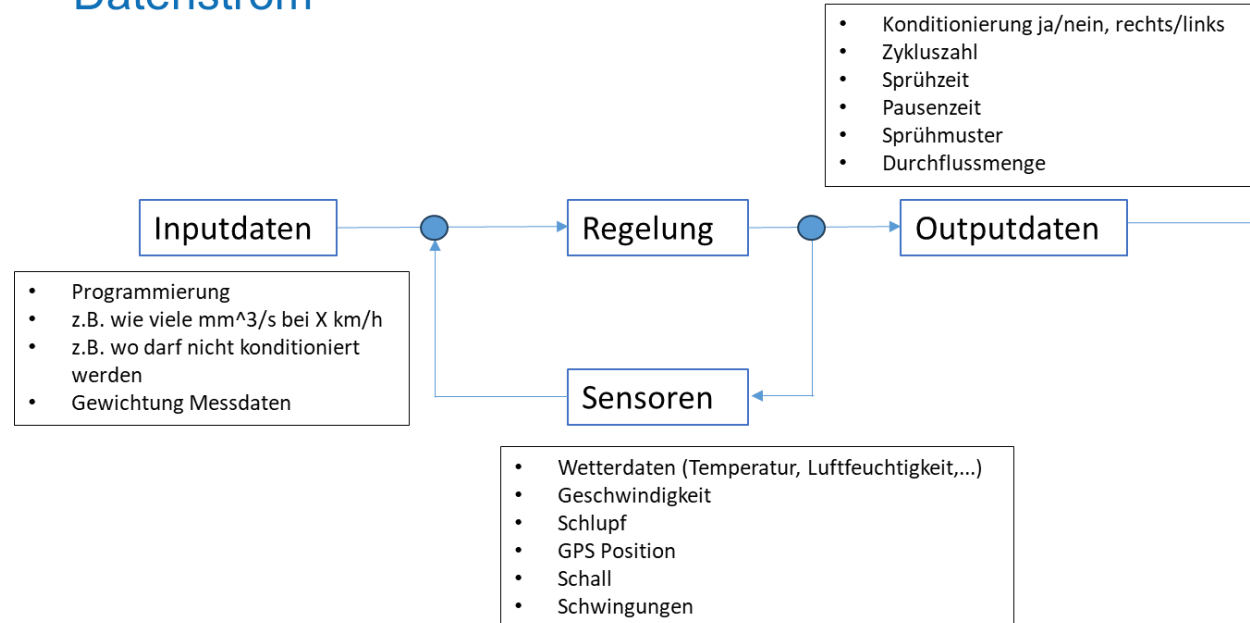 Datenstrom
• Konditionierung ja/nein, rechts/links
• Zykluszahl
• Sprühzeit
• Pausenzeit
• Sprühmuster
• Durchflussmenge
Inputdaten
Regelung
Outputdaten
• Programmierung
• z.B. wie viele mm^3/s bei X km/h
• z.B. wo darf nicht konditioniert
werden
• Gewichtung Messdaten
Sensoren
• Wetterdaten (Temperatur, Luftfeuchtigkeit,...)
• Geschwindigkeit
• Schlupf
• GPS Position
• Schall
• Schwingungen